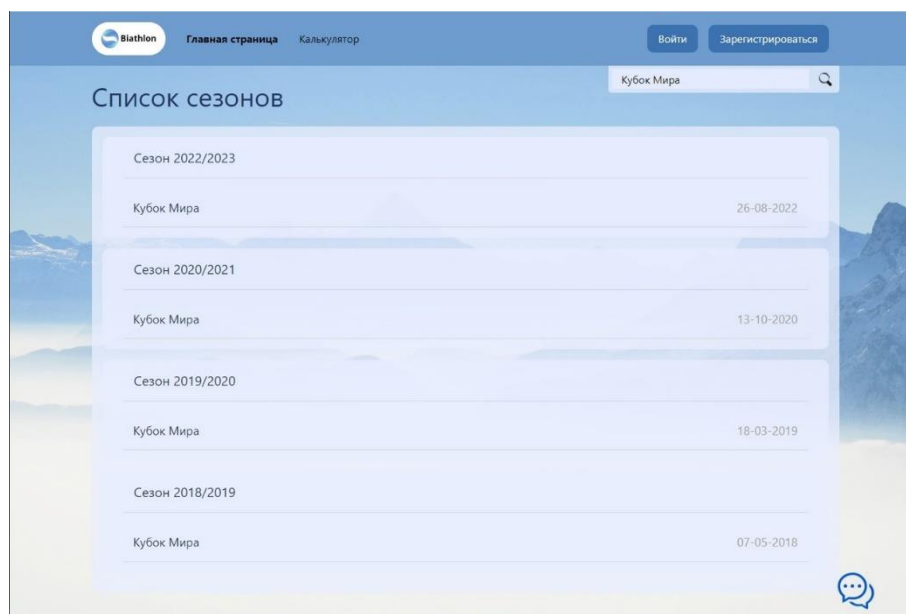 Biathlon Главная страница Калькулятор Войти Зарегистрироваться
Кубок Мира
Список сезонов
Сезон 2022/2023
Кубок Мира 26-08-2022
Сезон 2020/2021
Кубок Мира 13-10-2020
Сезон 2019/2020
Кубок Мира 18-03-2019
Сезон 2018/2019
Кубок Мира 07-05-2018